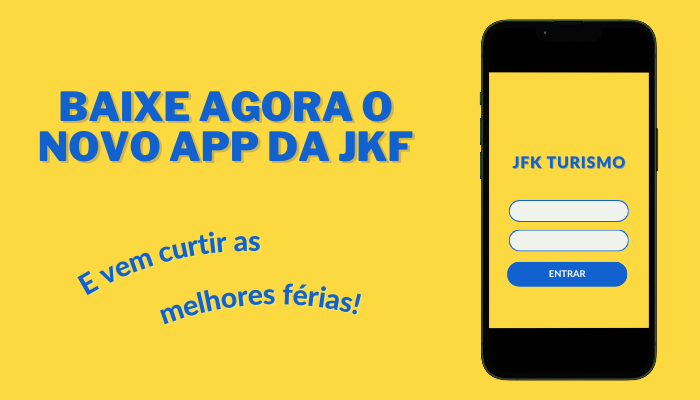 BAIXE AGORA O
NOVO APP DA JKF
E vem curtir as
melhores férias!
JFK TURISMO
ENTRAR